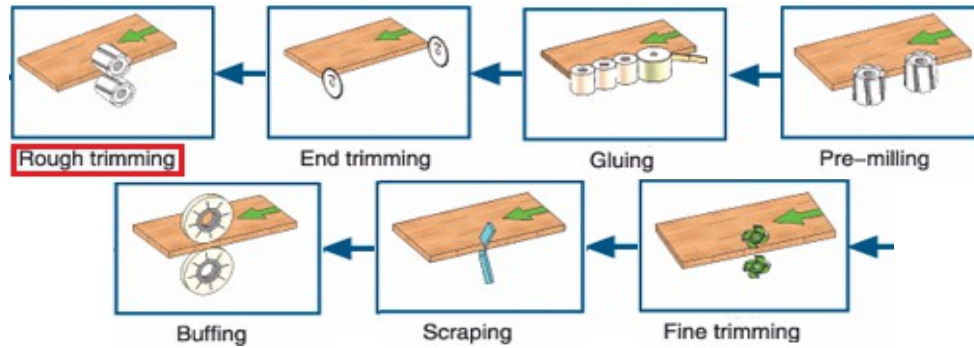 Rough trimming
End trimming
Gluing
Pre-milling
Buffing
Scraping
Fine trimming